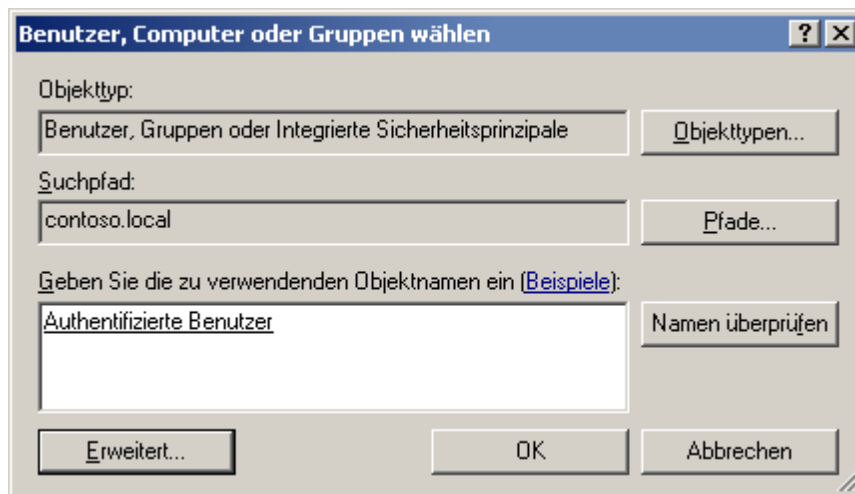 Benutzer, Computer oder Gruppen wählen
Objekttyp:
Benutzer, Gruppen oder Integrierte Sicherheitsprinzipale
Objekttypen...
Suchpfad:
contoso.local
Pfade...
Geben Sie die zu verwendenden Objektnamen ein (Beispiele):
Authentifizierte Benutzer
Namen überprüfen
Erweitert...
OK
Abbrechen